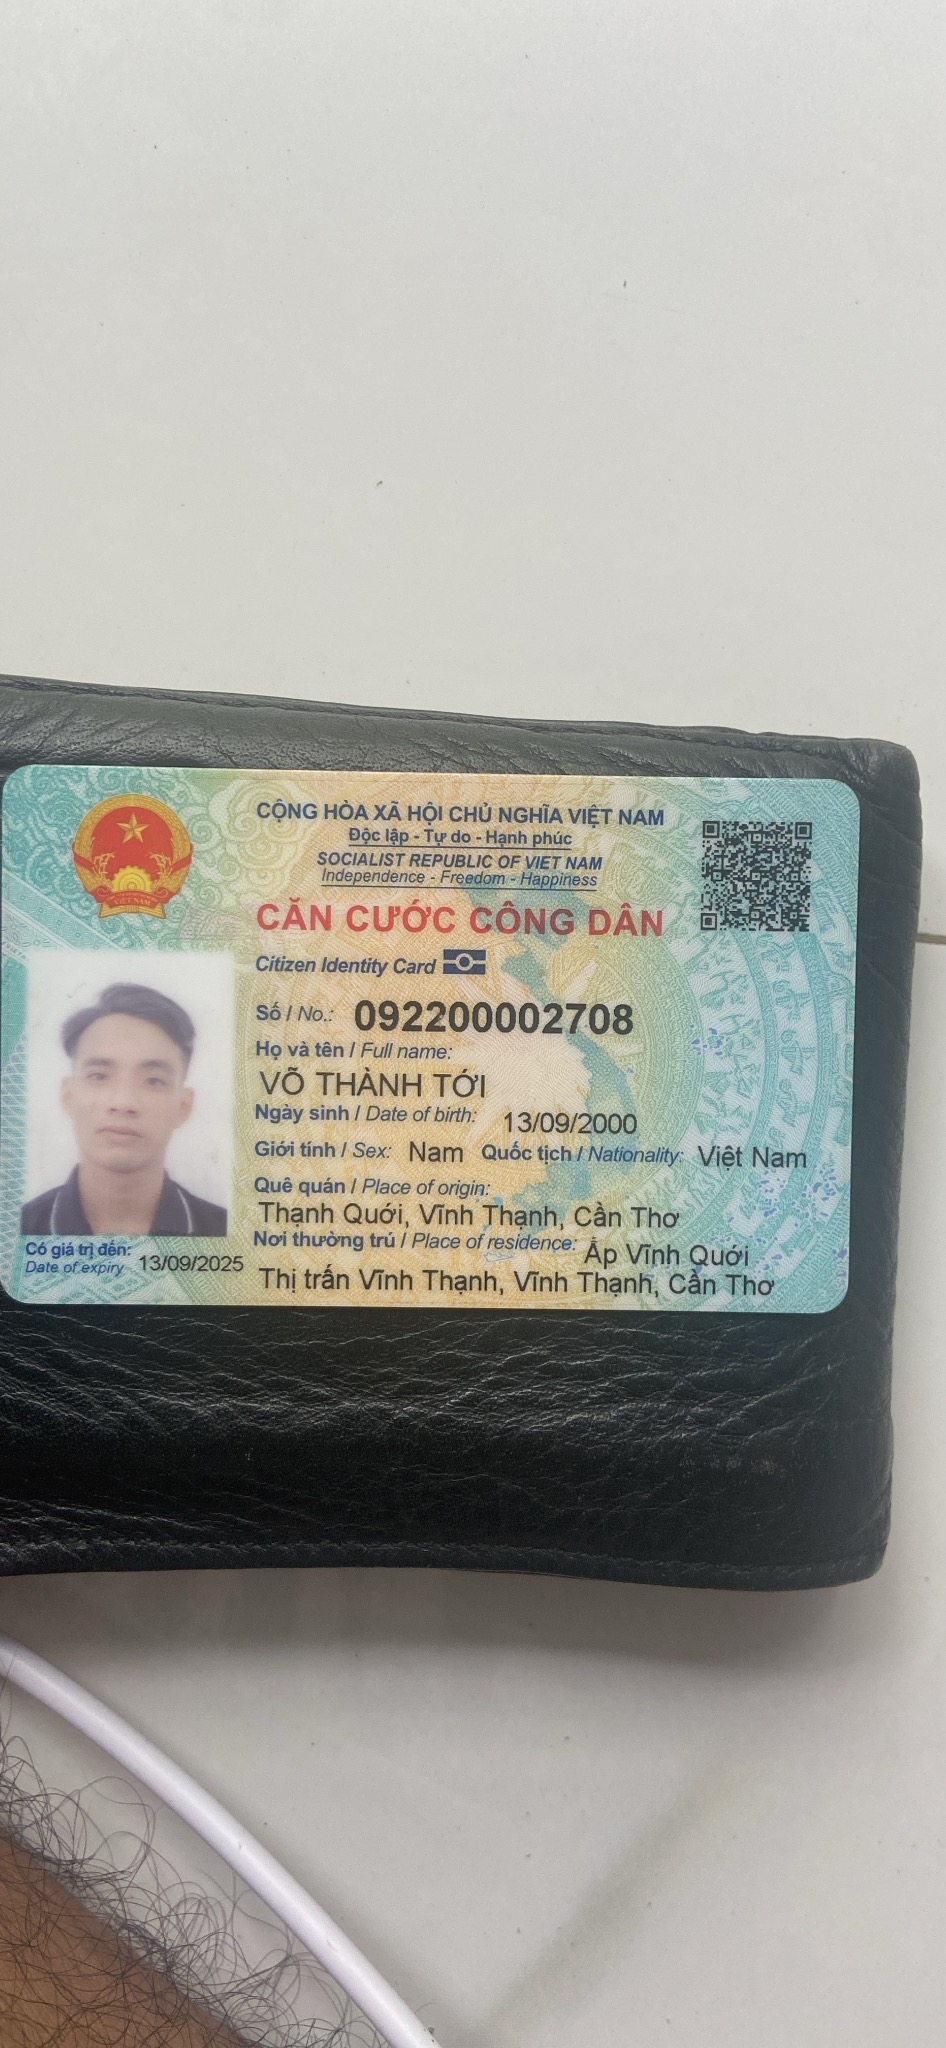 CỘNG HÒA XÃ HỘI CHỦ NGHĨA VIỆT NAM
Độc lập - Tự do - Hạnh phúc
SOCIALIST REPUBLIC OF VIET NAM
Independence - Freedom - Happiness
CĂN CƯỚC CÔNG DÂN
Citizen Identity Card
Số / No.: 092200002708
Họ và tên / Full name:
VÕ THÀNH TỚI
Ngày sinh / Date of birth: 13/09/2000
Giới tính / Sex: Nam Quốc tịch / Nationality: Việt Nam
Quê quán / Place of origin:
Thạnh Quới, Vĩnh Thạnh, Cần Thơ
Nơi thường trú / Place of residence: Ấp Vĩnh Quới
Thị trấn Vĩnh Thạnh, Vĩnh Thạnh, Cần Thơ
Có giá trị đến: 13/09/2025
Date of expiry
VIỆT NAM